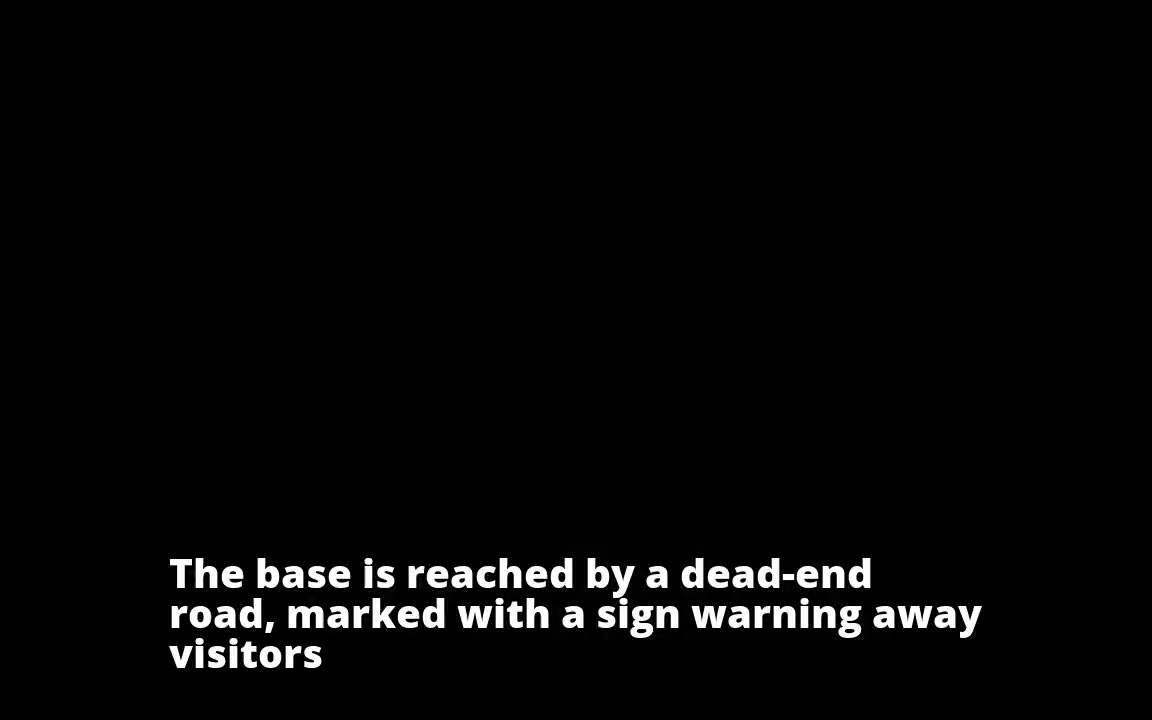 The base is reached by a dead-end
road, marked with a sign warning away
visitors